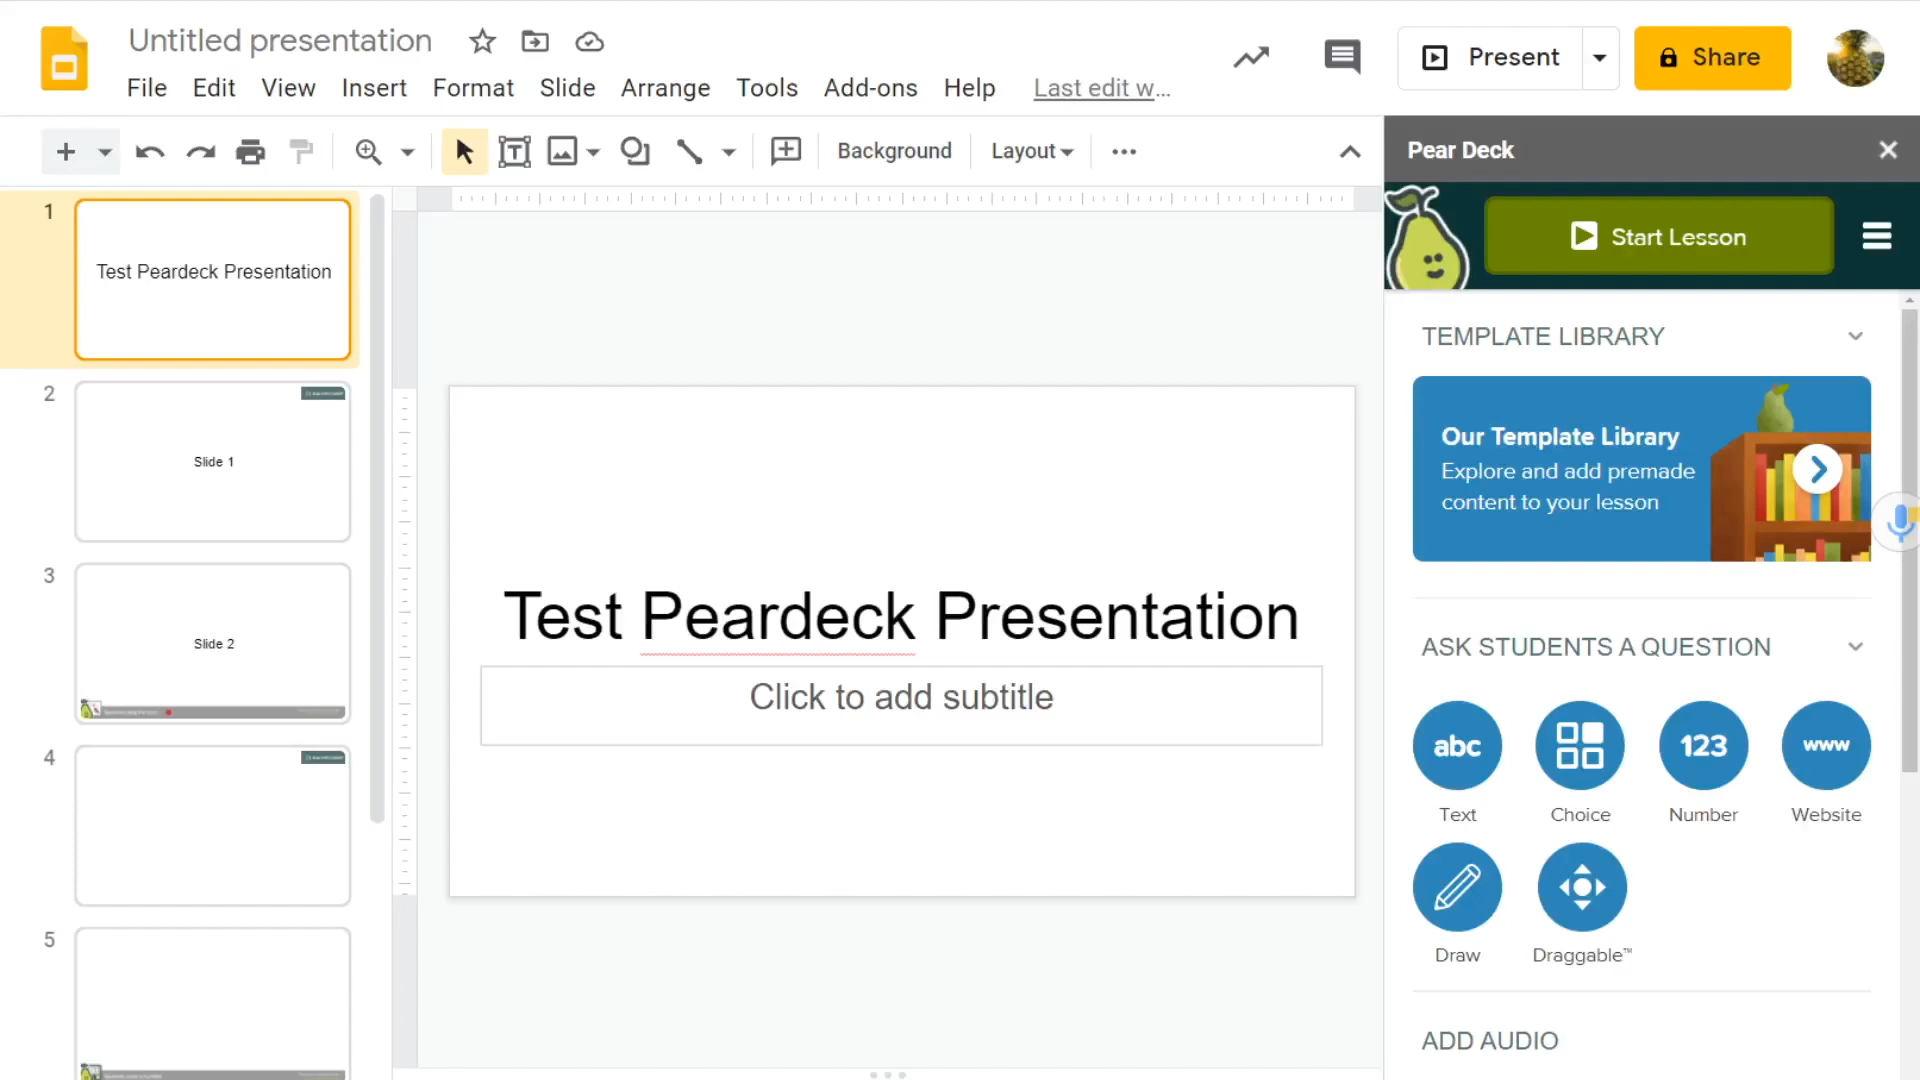 Untitled presentation
File Edit View Insert Format Slide Arrange Tools Add-ons Help Last edit w...
Present
Share
Background
Layout
Pear Deck
Start Lesson
1
Test Peardeck Presentation
2
Slide 1
3
Slide 2
4
5
Test Peardeck Presentation
Click to add subtitle
TEMPLATE LIBRARY
Our Template Library
Explore and add premade
content to your lesson
ASK STUDENTS A QUESTION
abc
123
www
Text
Choice
Number
Website
Draw
Draggable™
ADD AUDIO